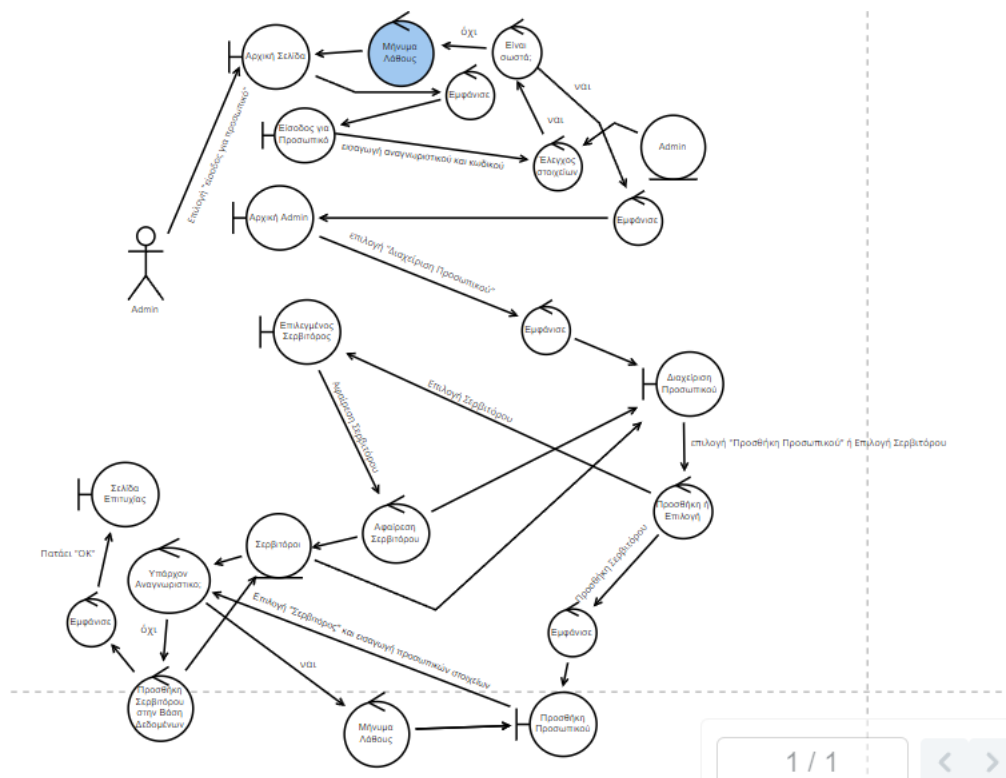 Αρχική Σελίδα
Μήνυμα
Λάθους
όχι
Είναι
σωστά;
Εμφάνισε
ναι
Είσοδος για
Προσωπικό
ναι
εισαγωγή αναγνωριστικού και κωδικού
Έλεγχος
στοιχείων
Admin
Επιλογή "είσοδος για προσωπικό"
Αρχική Admin
Εμφάνισε
Admin
επιλογή "Διαχείριση Προσωπικού"
Επιλεγμένος
Σερβιτόρος
Εμφάνισε
Διαχείριση
Προσωπικού
Επιλογή Σερβιτόρου
Αφαίρεση Σερβιτόρου
επιλογή "Προσθήκη Προσωπικού" ή Επιλογή Σερβιτόρου
Σελίδα
Επιτυχίας
Προσθήκη ή
Επιλογή
Αφαίρεση
Σερβιτόρου
Σερβιτόροι
Πατάει "ΟΚ"
Υπάρχον
Αναγνωριστικο;
Προσθήκη Σερβιτόρου
Εμφάνισε
όχι
Επιλογή "Σερβιτόρος" και εισαγωγή προσωπικών στοιχείων
Εμφάνισε
ναι
Προσθήκη
Σερβιτόρου
στην Βάση
Δεδομένων
Μήνυμα
Λάθους
Προσθήκη
Προσωπικού
1 / 1